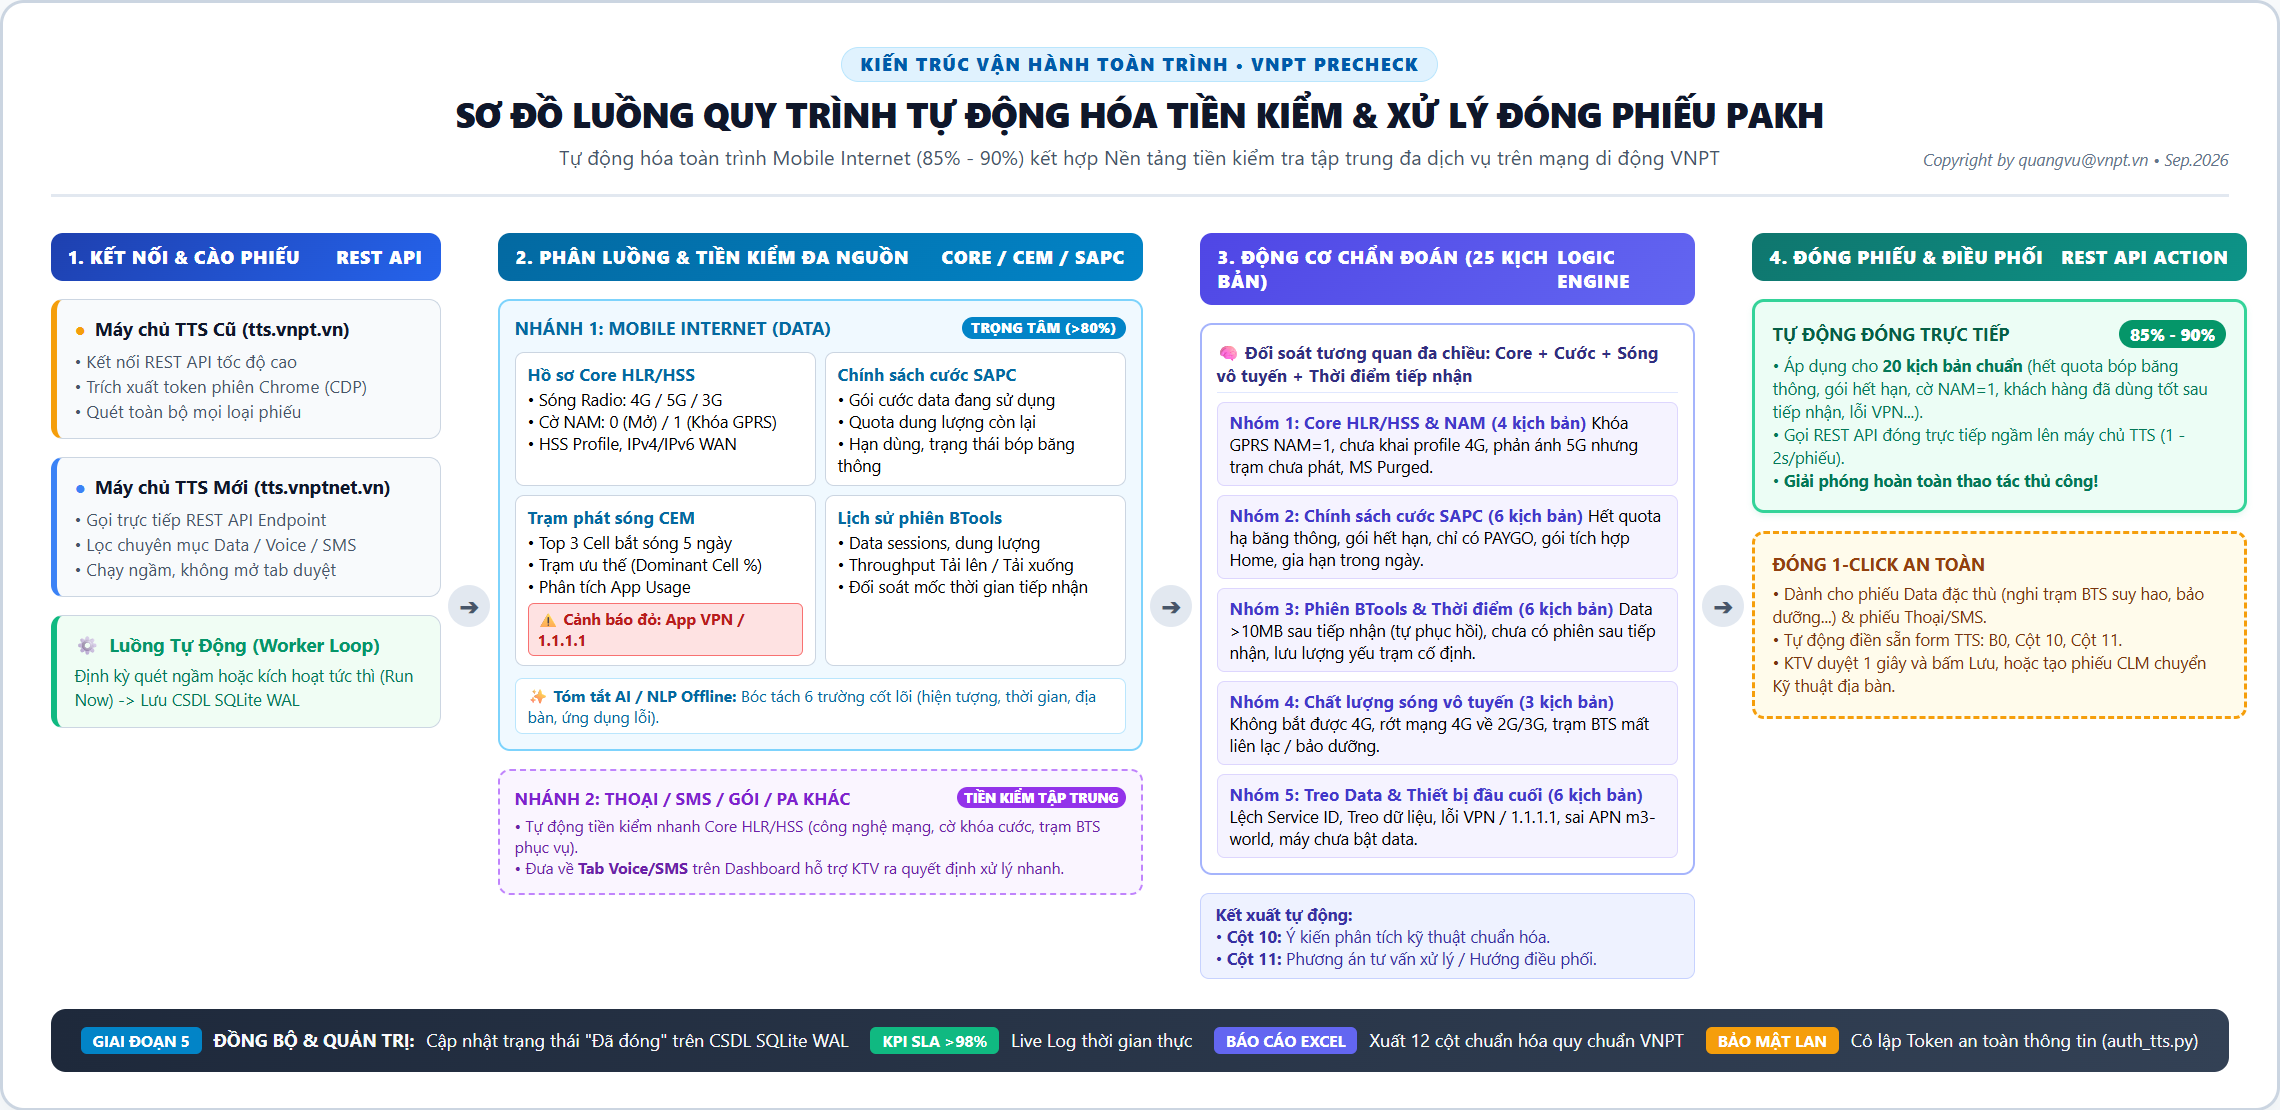 KIẾN TRÚC VẬN HÀNH TOÀN TRÌNH • VNPT PRECHECK
SƠ ĐỒ LUỒNG QUY TRÌNH TỰ ĐỘNG HÓA TIỀN KIỂM & XỬ LÝ ĐÓNG PHIẾU PAKH
Tự động hóa toàn trình Mobile Internet (85% - 90%) kết hợp Nền tảng tiền kiểm tra tập trung đa dịch vụ trên mạng di động VNPT
Copyright by quangvu@vnpt.vn • Sep.2026
1. KẾT NỐI & CÀO PHIẾU REST API
● Máy chủ TTS Cũ (tts.vnpt.vn)
• Kết nối REST API tốc độ cao
• Trích xuất token phiên Chrome (CDP)
• Quét toàn bộ mọi loại phiếu
● Máy chủ TTS Mới (tts.vnptnet.vn)
• Gọi trực tiếp REST API Endpoint
• Lọc chuyên mục Data / Voice / SMS
• Chạy ngầm, không mở tab duyệt
⚙️ Luồng Tự Động (Worker Loop)
Định kỳ quét ngầm hoặc kích hoạt tức thì (Run
Now) -> Lưu CSDL SQLite WAL
➔
2. PHÂN LUỒNG & TIỀN KIỂM ĐA NGUỒN CORE / CEM / SAPC
NHÁNH 1: MOBILE INTERNET (DATA) TRỌNG TÂM (>80%)
Hồ sơ Core HLR/HSS
• Sóng Radio: 4G / 5G / 3G
• Cờ NAM: 0 (Mở) / 1 (Khóa GPRS)
• HSS Profile, IPv4/IPv6 WAN
Chính sách cước SAPC
• Gói cước data đang sử dụng
• Quota dung lượng còn lại
• Hạn dùng, trạng thái bóp băng
thông
Trạm phát sóng CEM
• Top 3 Cell bắt sóng 5 ngày
• Trạm ưu thế (Dominant Cell %)
• Phân tích App Usage
⚠️ Cảnh báo đỏ: App VPN /
1.1.1.1
Lịch sử phiên BTools
• Data sessions, dung lượng
• Throughput Tải lên / Tải xuống
• Đối soát mốc thời gian tiếp nhận
✨ Tóm tắt AI / NLP Offline: Bóc tách 6 trường cốt lõi (hiện tượng, thời gian, địa
bàn, ứng dụng lỗi).
NHÁNH 2: THOẠI / SMS / GÓI / PA KHÁC TIỀN KIỂM TẬP TRUNG
• Tự động tiền kiểm nhanh Core HLR/HSS (công nghệ mạng, cờ khóa cước, trạm BTS
phục vụ).
• Đưa về Tab Voice/SMS trên Dashboard hỗ trợ KTV ra quyết định xử lý nhanh.
➔
3. ĐỘNG CƠ CHẨN ĐOÁN (25 KỊCH
BẢN)
LOGIC
ENGINE
🧠 Đối soát tương quan đa chiều: Core + Cước + Sóng
vô tuyến + Thời điểm tiếp nhận
Nhóm 1: Core HLR/HSS & NAM (4 kịch bản) Khóa
GPRS NAM=1, chưa khai profile 4G, phản ánh 5G nhưng
trạm chưa phát, MS Purged.
Nhóm 2: Chính sách cước SAPC (6 kịch bản) Hết quota
hạ băng thông, gói hết hạn, chỉ có PAYGO, gói tích hợp
Home, gia hạn trong ngày.
Nhóm 3: Phiên BTools & Thời điểm (6 kịch bản) Data
>10MB sau tiếp nhận (tự phục hồi), chưa có phiên sau tiếp
nhận, lưu lượng yếu trạm cố định.
Nhóm 4: Chất lượng sóng vô tuyến (3 kịch bản)
Không bắt được 4G, rớt mạng 4G về 2G/3G, trạm BTS mất
liên lạc / bảo dưỡng.
Nhóm 5: Treo Data & Thiết bị đầu cuối (6 kịch bản)
Lệch Service ID, Treo dữ liệu, lỗi VPN / 1.1.1.1, sai APN m3-
world, máy chưa bật data.
Kết xuất tự động:
• Cột 10: Ý kiến phân tích kỹ thuật chuẩn hóa.
• Cột 11: Phương án tư vấn xử lý / Hướng điều phối.
➔
4. ĐÓNG PHIẾU & ĐIỀU PHỐI REST API ACTION
TỰ ĐỘNG ĐÓNG TRỰC TIẾP 85% - 90%
• Áp dụng cho 20 kịch bản chuẩn (hết quota bóp băng
thông, gói hết hạn, cờ NAM=1, khách hàng đã dùng tốt sau
tiếp nhận, lỗi VPN...).
• Gọi REST API đóng trực tiếp ngầm lên máy chủ TTS (1 -
2s/phiếu).
• Giải phóng hoàn toàn thao tác thủ công!
ĐÓNG 1-CLICK AN TOÀN
• Dành cho phiếu Data đặc thù (nghi trạm BTS suy hao, bảo
dưỡng...) & phiếu Thoại/SMS.
• Tự động điền sẵn form TTS: B0, Cột 10, Cột 11.
• KTV duyệt 1 giây và bấm Lưu, hoặc tạo phiếu CLM chuyển
Kỹ thuật địa bàn.
GIAI ĐOẠN 5 ĐỒNG BỘ & QUẢN TRỊ: Cập nhật trạng thái "Đã đóng" trên CSDL SQLite WAL KPI SLA >98% Live Log thời gian thực BÁO CÁO EXCEL Xuất 12 cột chuẩn hóa quy chuẩn VNPT BẢO MẬT LAN Cô lập Token an toàn thông tin (auth_tts.py)